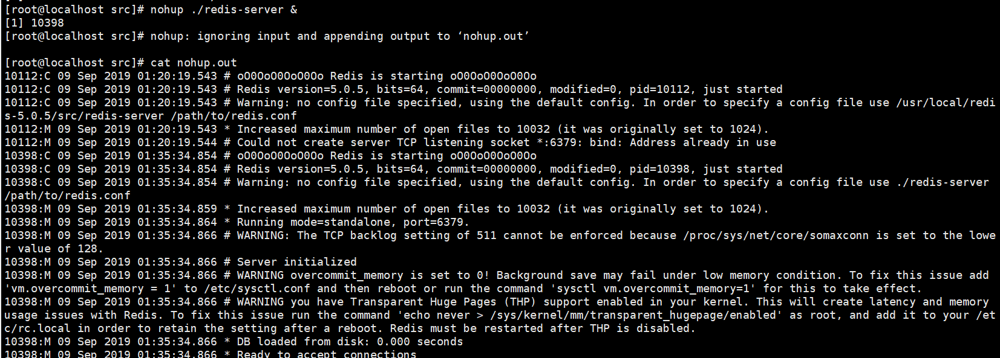 [root@localhost src]# nohup ./redis-server &
[1] 10398
[root@localhost src]# nohup: ignoring input and appending output to ‘nohup.out’
[root@localhost src]# cat nohup.out
10112:C 09 Sep 2019 01:20:19.543 # oO0OoO0OoO0Oo Redis is starting oO0OoO0OoO0Oo
10112:C 09 Sep 2019 01:20:19.543 # Redis version=5.0.5, bits=64, commit=00000000, modified=0, pid=10112, just started
10112:C 09 Sep 2019 01:20:19.543 # Warning: no config file specified, using the default config. In order to specify a config file use /usr/local/redi
s-5.0.5/src/redis-server /path/to/redis.conf
10112:M 09 Sep 2019 01:20:19.543 * Increased maximum number of open files to 10032 (it was originally set to 1024).
10112:M 09 Sep 2019 01:20:19.544 # Could not create server TCP listening socket *:6379: bind: Address already in use
10398:C 09 Sep 2019 01:35:34.854 # oO0OoO0OoO0Oo Redis is starting oO0OoO0OoO0Oo
10398:C 09 Sep 2019 01:35:34.854 # Redis version=5.0.5, bits=64, commit=00000000, modified=0, pid=10398, just started
10398:C 09 Sep 2019 01:35:34.854 # Warning: no config file specified, using the default config. In order to specify a config file use ./redis-server
/path/to/redis.conf
10398:M 09 Sep 2019 01:35:34.859 * Increased maximum number of open files to 10032 (it was originally set to 1024).
10398:M 09 Sep 2019 01:35:34.864 * Running mode=standalone, port=6379.
10398:M 09 Sep 2019 01:35:34.866 # WARNING: The TCP backlog setting of 511 cannot be enforced because /proc/sys/net/core/somaxconn is set to the lowe
r value of 128.
10398:M 09 Sep 2019 01:35:34.866 # Server initialized
10398:M 09 Sep 2019 01:35:34.866 # WARNING overcommit_memory is set to 0! Background save may fail under low memory condition. To fix this issue add
'vm.overcommit_memory = 1' to /etc/sysctl.conf and then reboot or run the command 'sysctl vm.overcommit_memory=1' for this to take effect.
10398:M 09 Sep 2019 01:35:34.866 # WARNING you have Transparent Huge Pages (THP) support enabled in your kernel. This will create latency and memory
usage issues with Redis. To fix this issue run the command 'echo never > /sys/kernel/mm/transparent_hugepage/enabled' as root, and add it to your /et
c/rc.local in order to retain the setting after a reboot. Redis must be restarted after THP is disabled.
10398:M 09 Sep 2019 01:35:34.866 * DB loaded from disk: 0.000 seconds
10398:M 09 Sep 2019 01:35:34.866 * Ready to accept connections